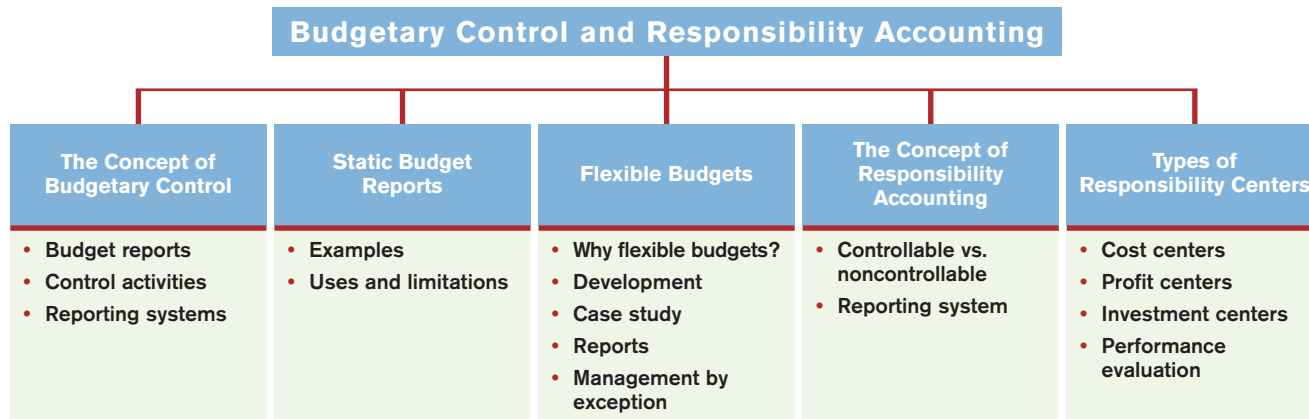 Budgetary Control and Responsibility Accounting
The Concept of
Budgetary Control
• Budget reports
• Control activities
• Reporting systems
Static Budget
Reports
• Examples
• Uses and limitations
Flexible Budgets
• Why flexible budgets?
• Development
• Case study
• Reports
• Management by
exception
The Concept of
Responsibility
Accounting
• Controllable vs.
noncontrollable
• Reporting system
Types of
Responsibility Centers
• Cost centers
• Profit centers
• Investment centers
• Performance
evaluation